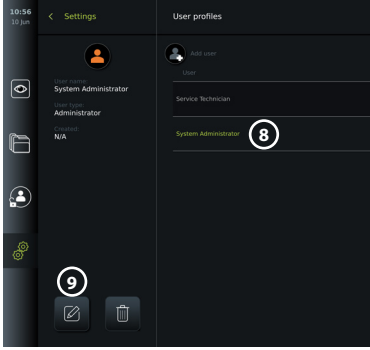 10:56
10 Jun
Settings
User name:
System Administrator
User type:
Administrator
Created:
N/A
9
User profiles
Add user
User
Service Technician
System Administrator
8